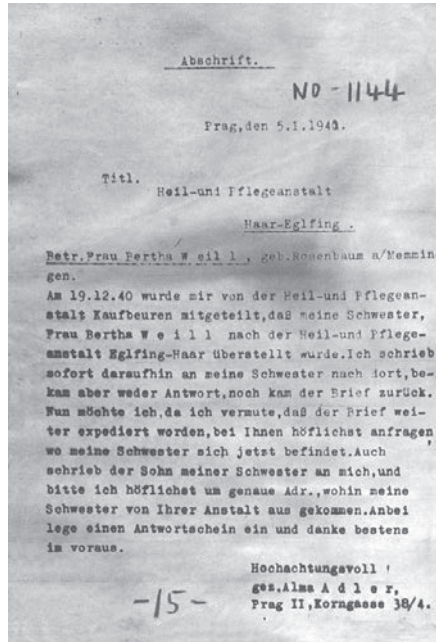 Abschrift.
NO-1144
Prag,den 5.1.1941.
Titl.
Heil-und Pflegeanstalt
Haar-Eglfing.
Betr.Frau Bertha W eil l , geb.Rosenbaum a/Memmin
gen.
Am 19.12.40 wurde mir von der Heil-und Pflegean-
stalt Kaufbeuren mitgeteilt,daß meine Schwester,
Frau Bertha W e i l l nach der Heil-und Pflege-
anstalt Eglfing-Haar überstellt wurde.Ich schrieb
sofort daraufhin an meine Schwester nach dort,be-
kam aber weder Antwort,noch kam der Brief zurück.
Nun möchte ich,da ich vermute,daß der Brief wei-
ter expediert worden,bei Ihnen höflichst anfragen
wo meine Schwester sich jetzt befindet.Auch
schrieb der Sohn meiner Schwester an mich,und
bitte ich höflichst um genaue Adr.,wohin meine
Schwester von Ihrer Anstalt aus gekommen.Anbei
lege einen Antwortschein ein und danke bestens
im voraus.
Hochachtungsvoll !
gez.Alma A d l e r,
Prag II,Korngasse 38/4.
-15-